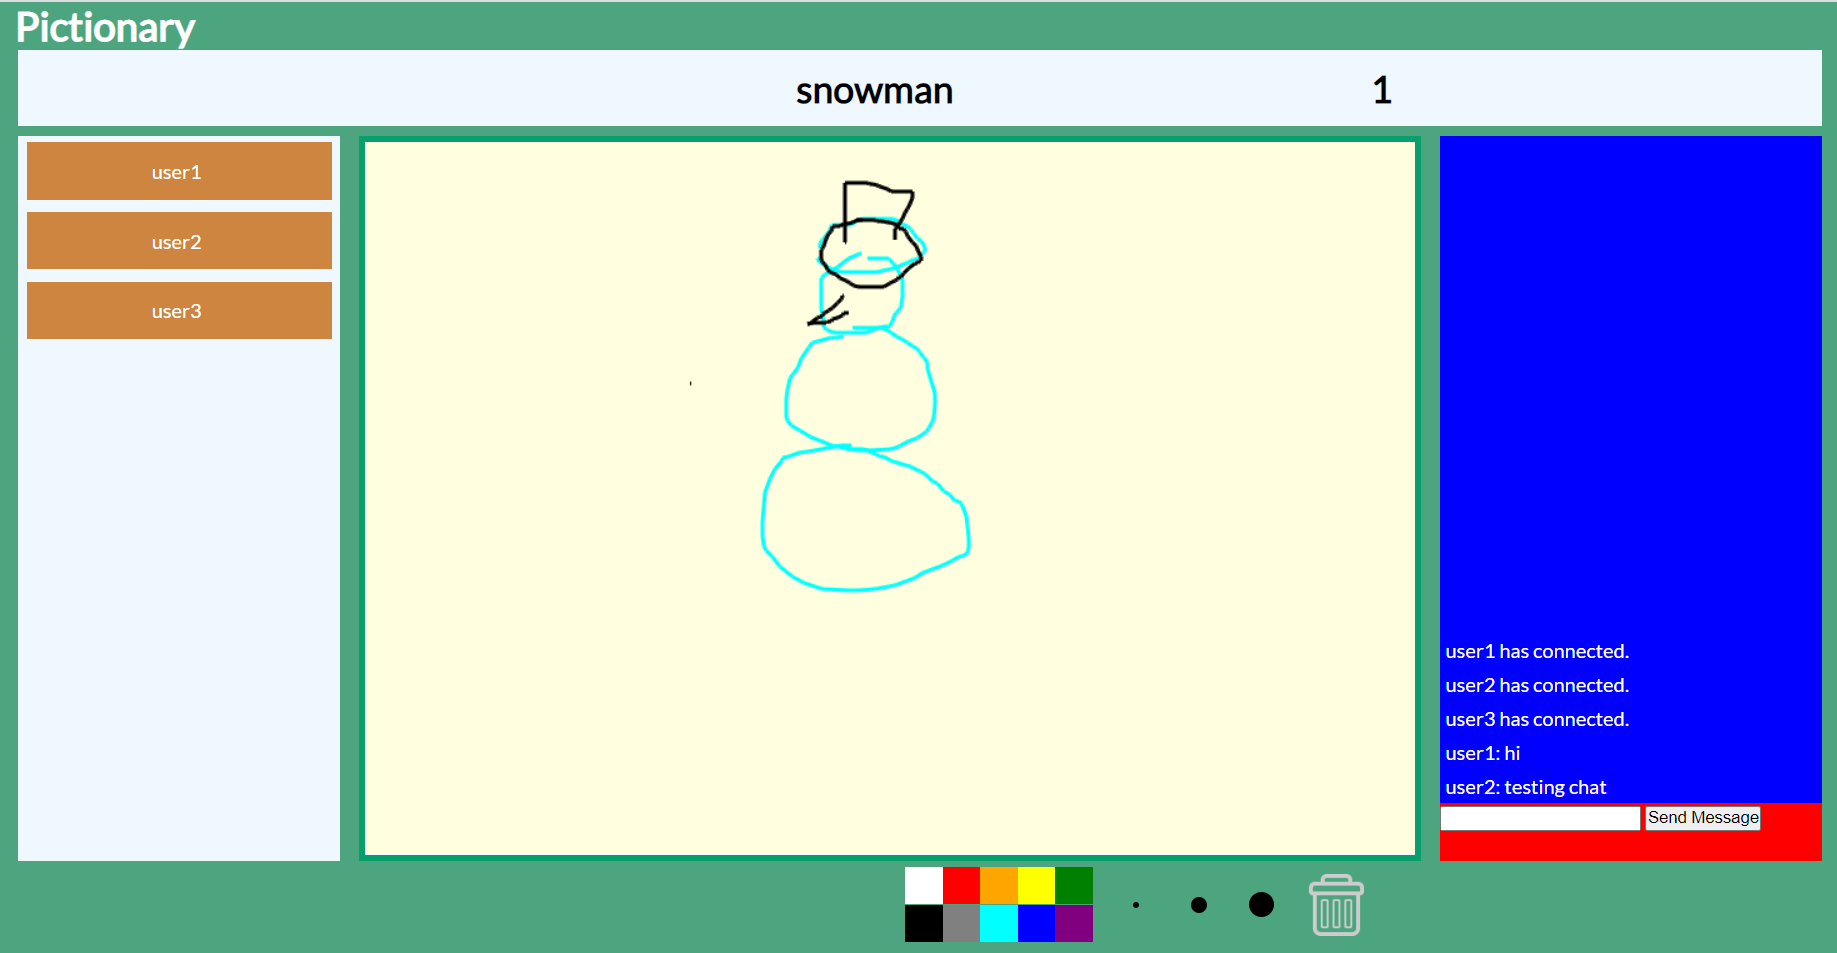 Pictionary
snowman 1
user1
user2
user3
user1 has connected.
user2 has connected.
user3 has connected.
user1: hi
user2: testing chat
Send Message